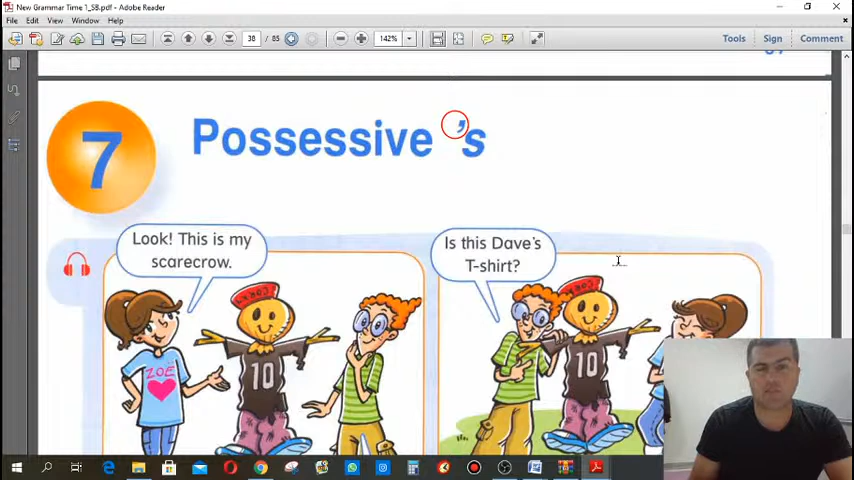 New Grammar Time 1_SB.pdf - Adobe Reader
File Edit View Window Help
38 / 85 142% Tools Sign Comment
7 Possessive 's
Look! This is my
scarecrow.
Is this Dave's
T-shirt?
ZOË
10
10